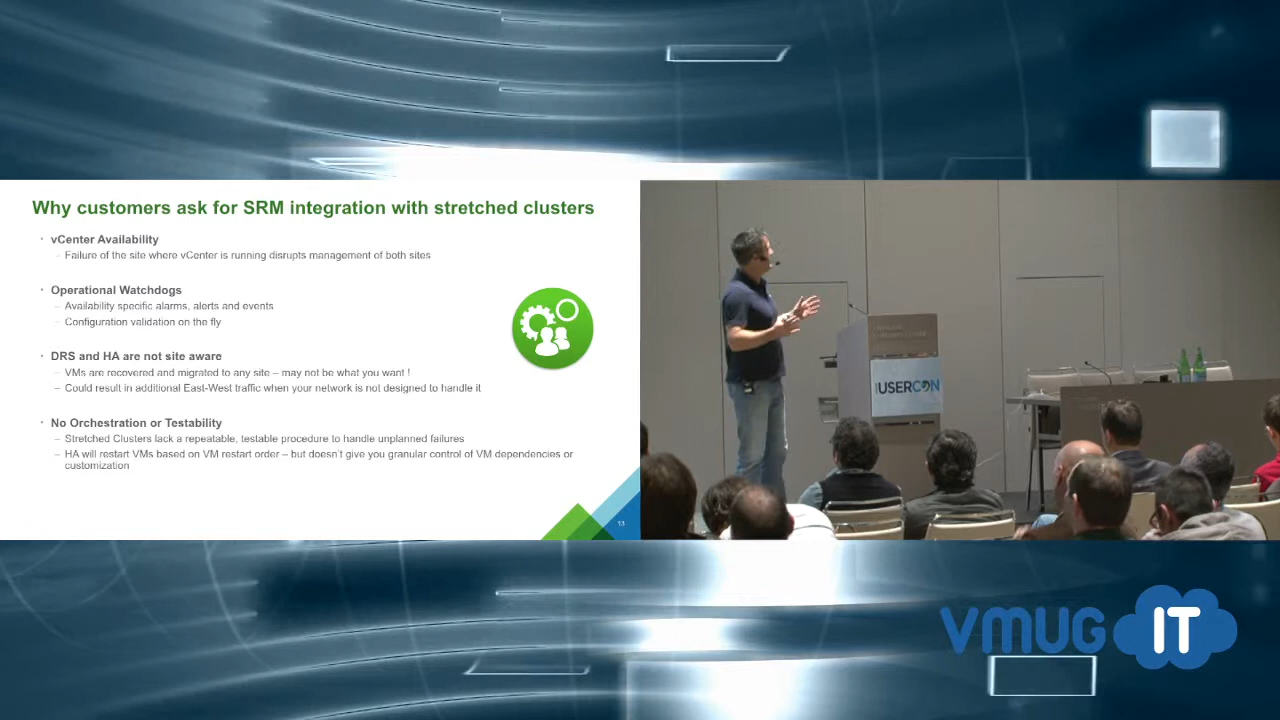 Why customers ask for SRM integration with stretched clusters
· vCenter Availability
– Failure of the site where vCenter is running disrupts management of both sites
· Operational Watchdogs
– Availability specific alarms, alerts and events
– Configuration validation on the fly
· DRS and HA are not site aware
– VMs are recovered and migrated to any site – may not be what you want !
– Could result in additional East-West traffic when your network is not designed to handle it
· No Orchestration or Testability
– Stretched Clusters lack a repeatable, testable procedure to handle unplanned failures
– HA will restart VMs based on VM restart order – but doesn't give you granular control of VM dependencies or
customization
13
USERCON
VMUG IT